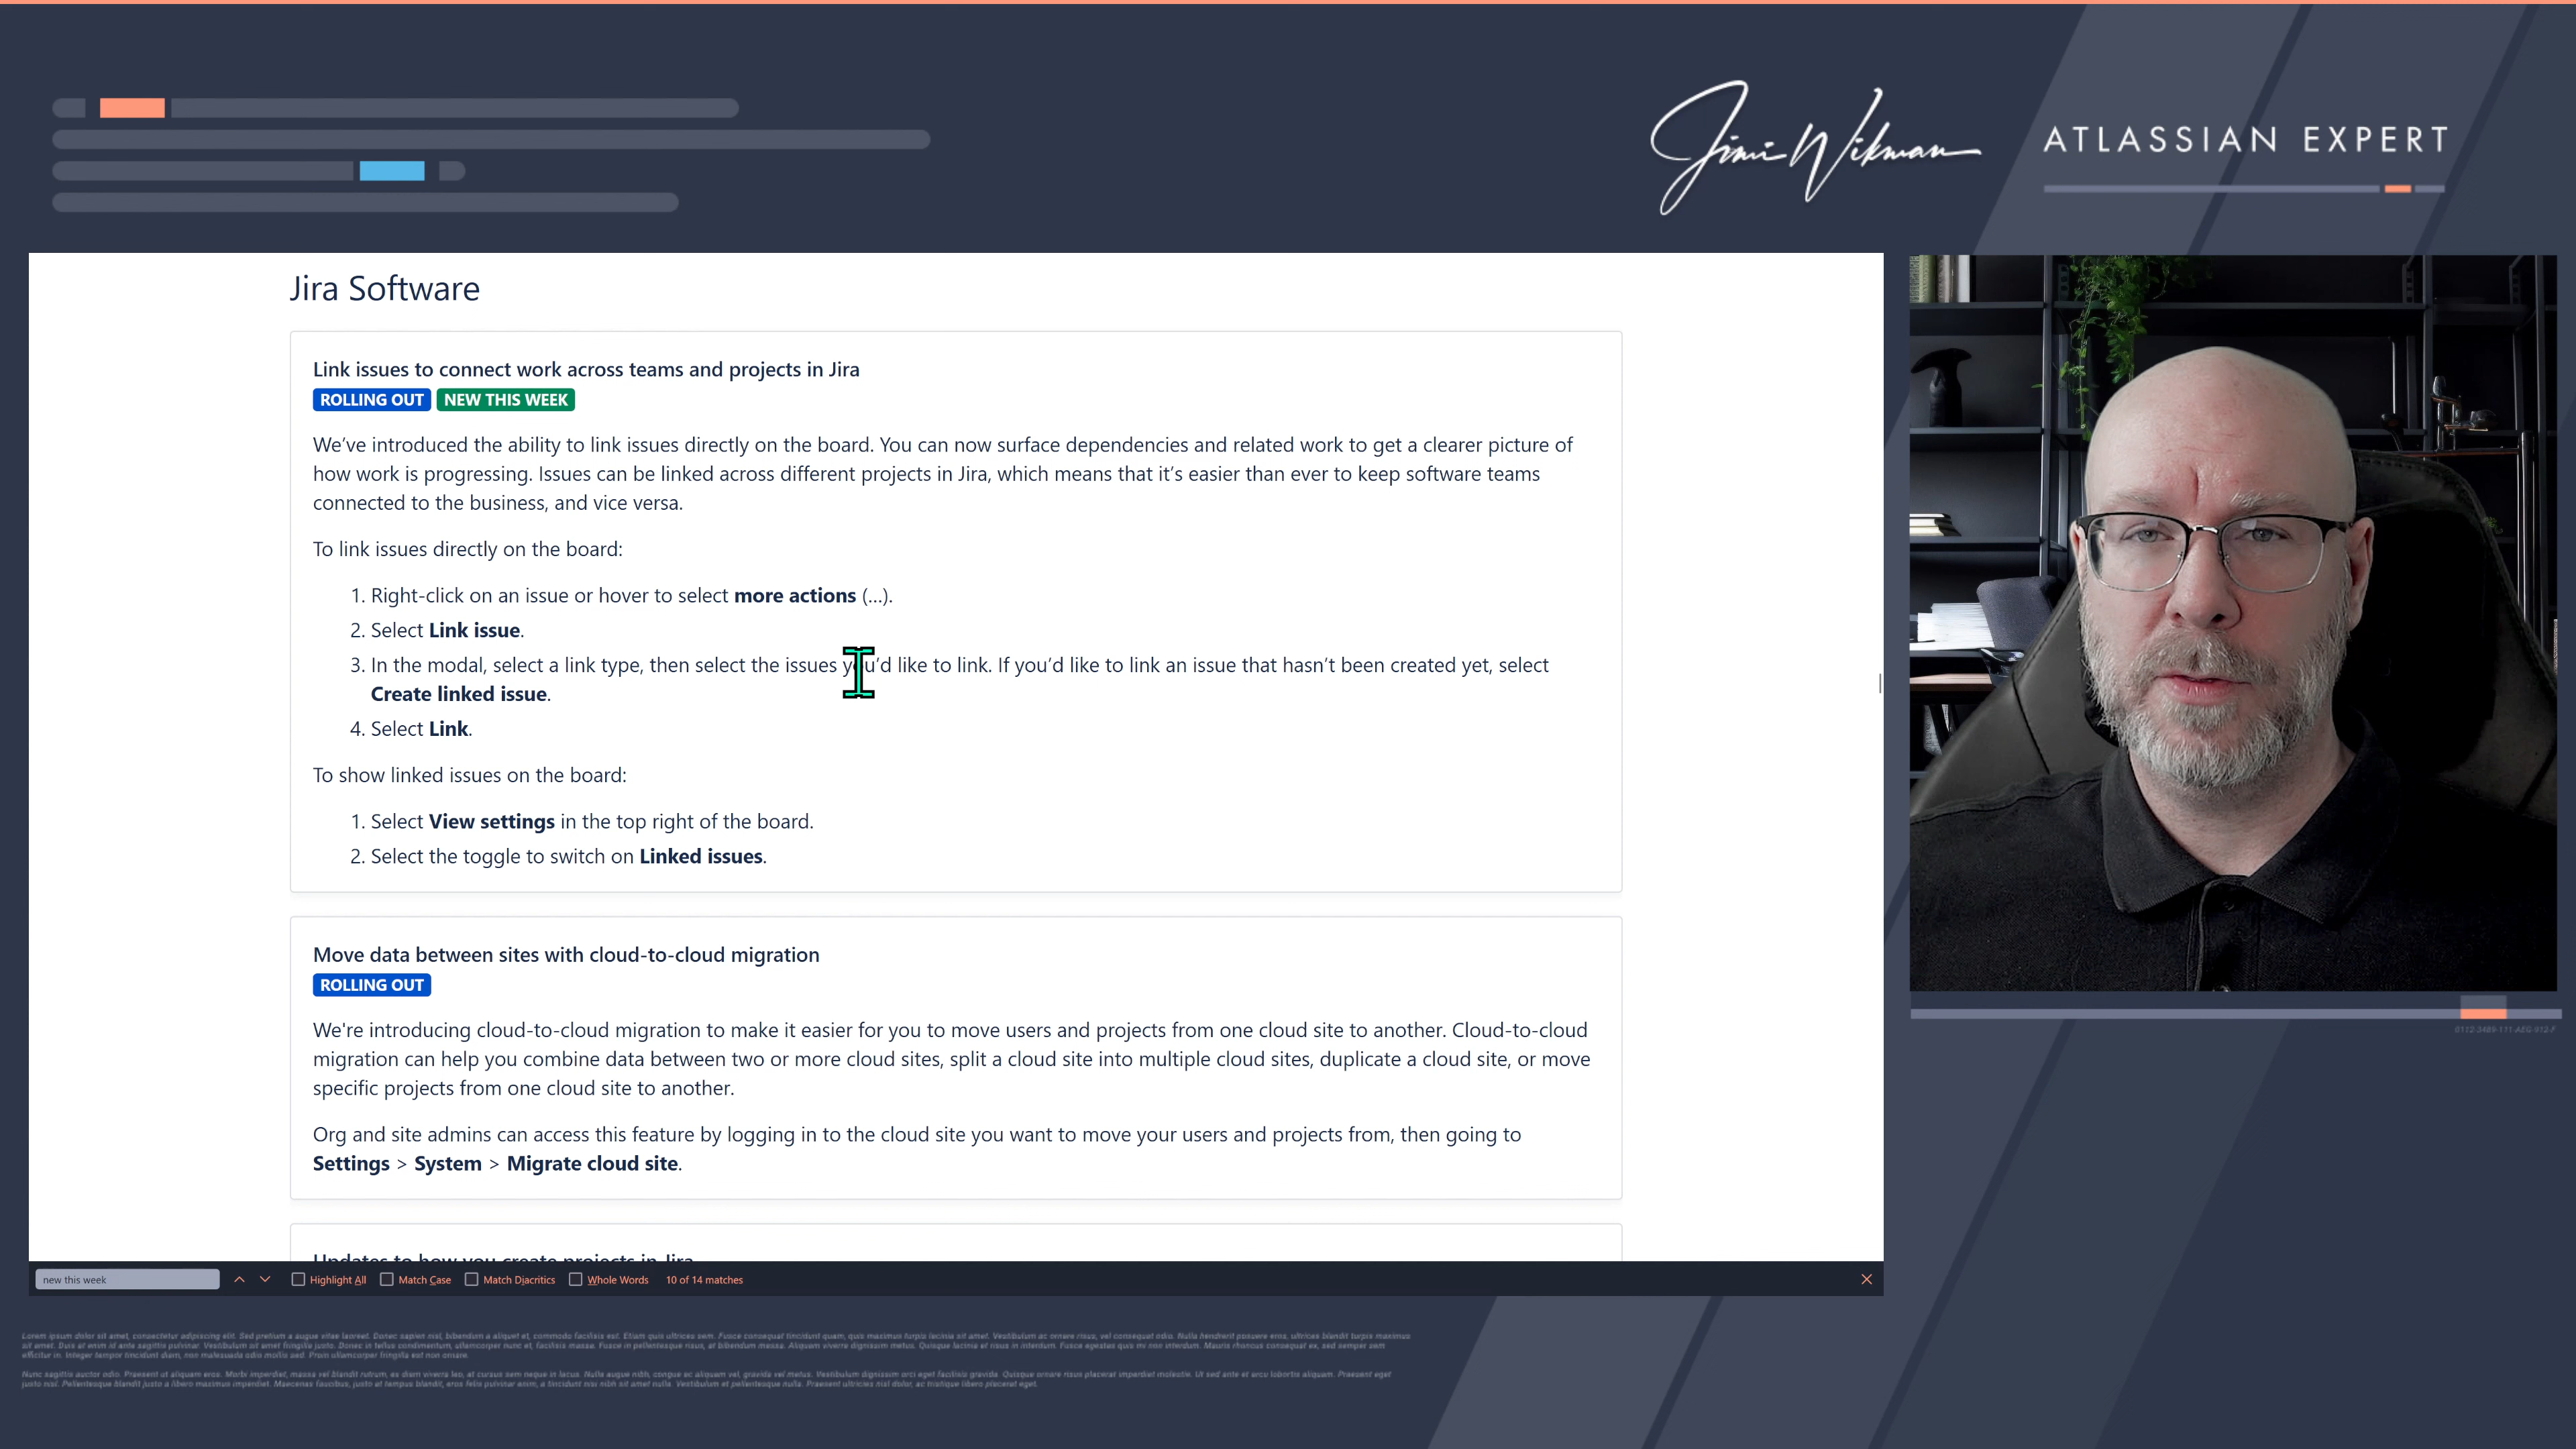 Jimi Wikman
ATLASSIAN EXPERT
Jira Software
Link issues to connect work across teams and projects in Jira
ROLLING OUT NEW THIS WEEK
We’ve introduced the ability to link issues directly on the board. You can now surface dependencies and related work to get a clearer picture of
how work is progressing. Issues can be linked across different projects in Jira, which means that it’s easier than ever to keep software teams
connected to the business, and vice versa.
To link issues directly on the board:
1. Right-click on an issue or hover to select more actions (...).
2. Select Link issue.
3. In the modal, select a link type, then select the issues you’d like to link. If you’d like to link an issue that hasn’t been created yet, select
Create linked issue.
4. Select Link.
To show linked issues on the board:
1. Select View settings in the top right of the board.
2. Select the toggle to switch on Linked issues.
Move data between sites with cloud-to-cloud migration
ROLLING OUT
We're introducing cloud-to-cloud migration to make it easier for you to move users and projects from one cloud site to another. Cloud-to-cloud
migration can help you combine data between two or more cloud sites, split a cloud site into multiple cloud sites, duplicate a cloud site, or move
specific projects from one cloud site to another.
Org and site admins can access this feature by logging in to the cloud site you want to move your users and projects from, then going to
Settings > System > Migrate cloud site.
Updates to how you create projects in Jira
new this week Highlight All Match Case Match Diacritics Whole Words 10 of 14 matches